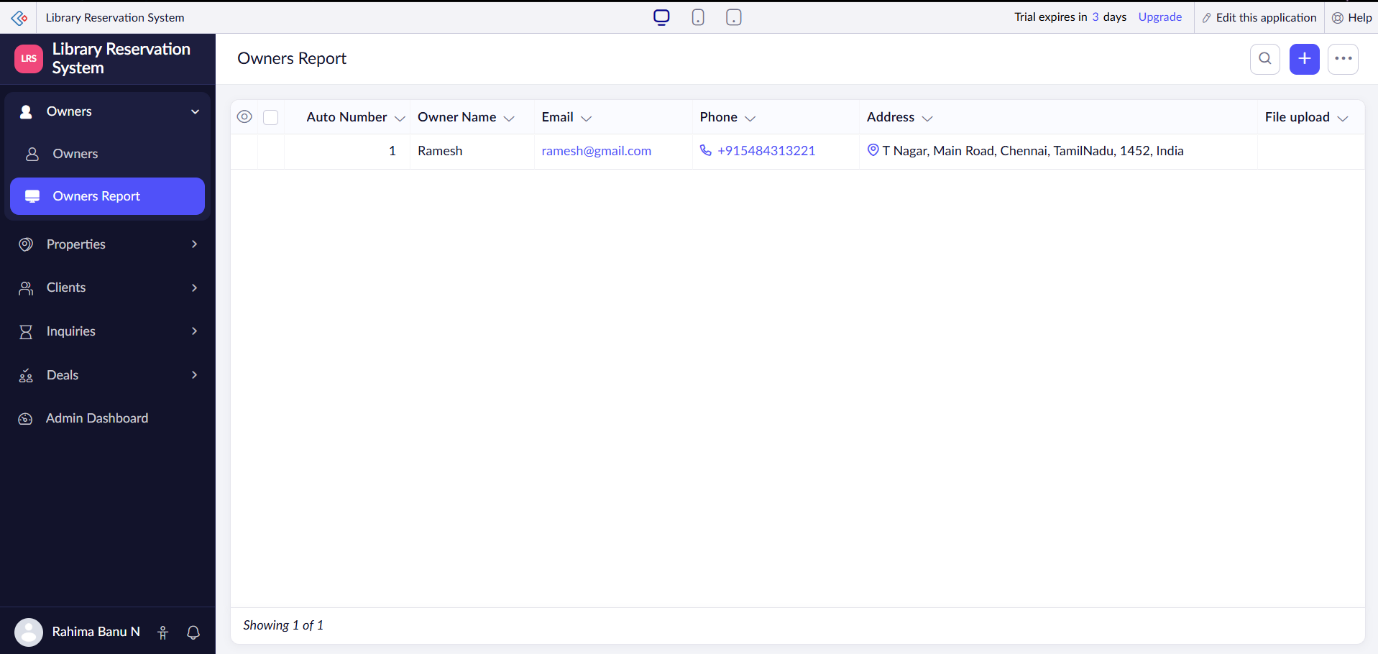 Library Reservation System
Trial expires in 3 days Upgrade Edit this application Help
LRS Library Reservation
System
Owners
Owners
Owners Report
Properties
Clients
Inquiries
Deals
Admin Dashboard
Rahima Banu N
Owners Report
Auto Number Owner Name Email Phone Address File upload
1 Ramesh ramesh@gmail.com +915484313221 T Nagar, Main Road, Chennai, TamilNadu, 1452, India
Showing 1 of 1